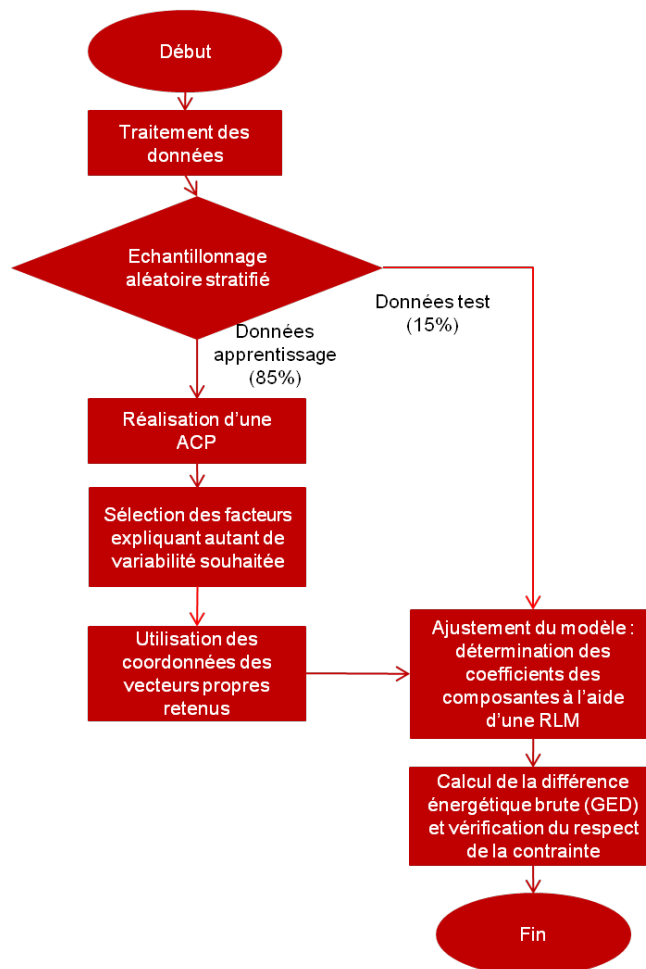 Début
Traitement des
données
Echantillonnage
aléatoire stratifié
Données test
(15%)
Données
apprentissage
(85%)
Réalisation d'une
ACP
Sélection des facteurs
expliquant autant de
variabilité souhaitée
Utilisation des
coordonnées des
vecteurs propres
retenus
Ajustement du modèle :
détermination des
coefficients des
composantes à l'aide
d'une RLM
Calcul de la différence
énergétique brute (GED)
et vérification du respect
de la contrainte
Fin